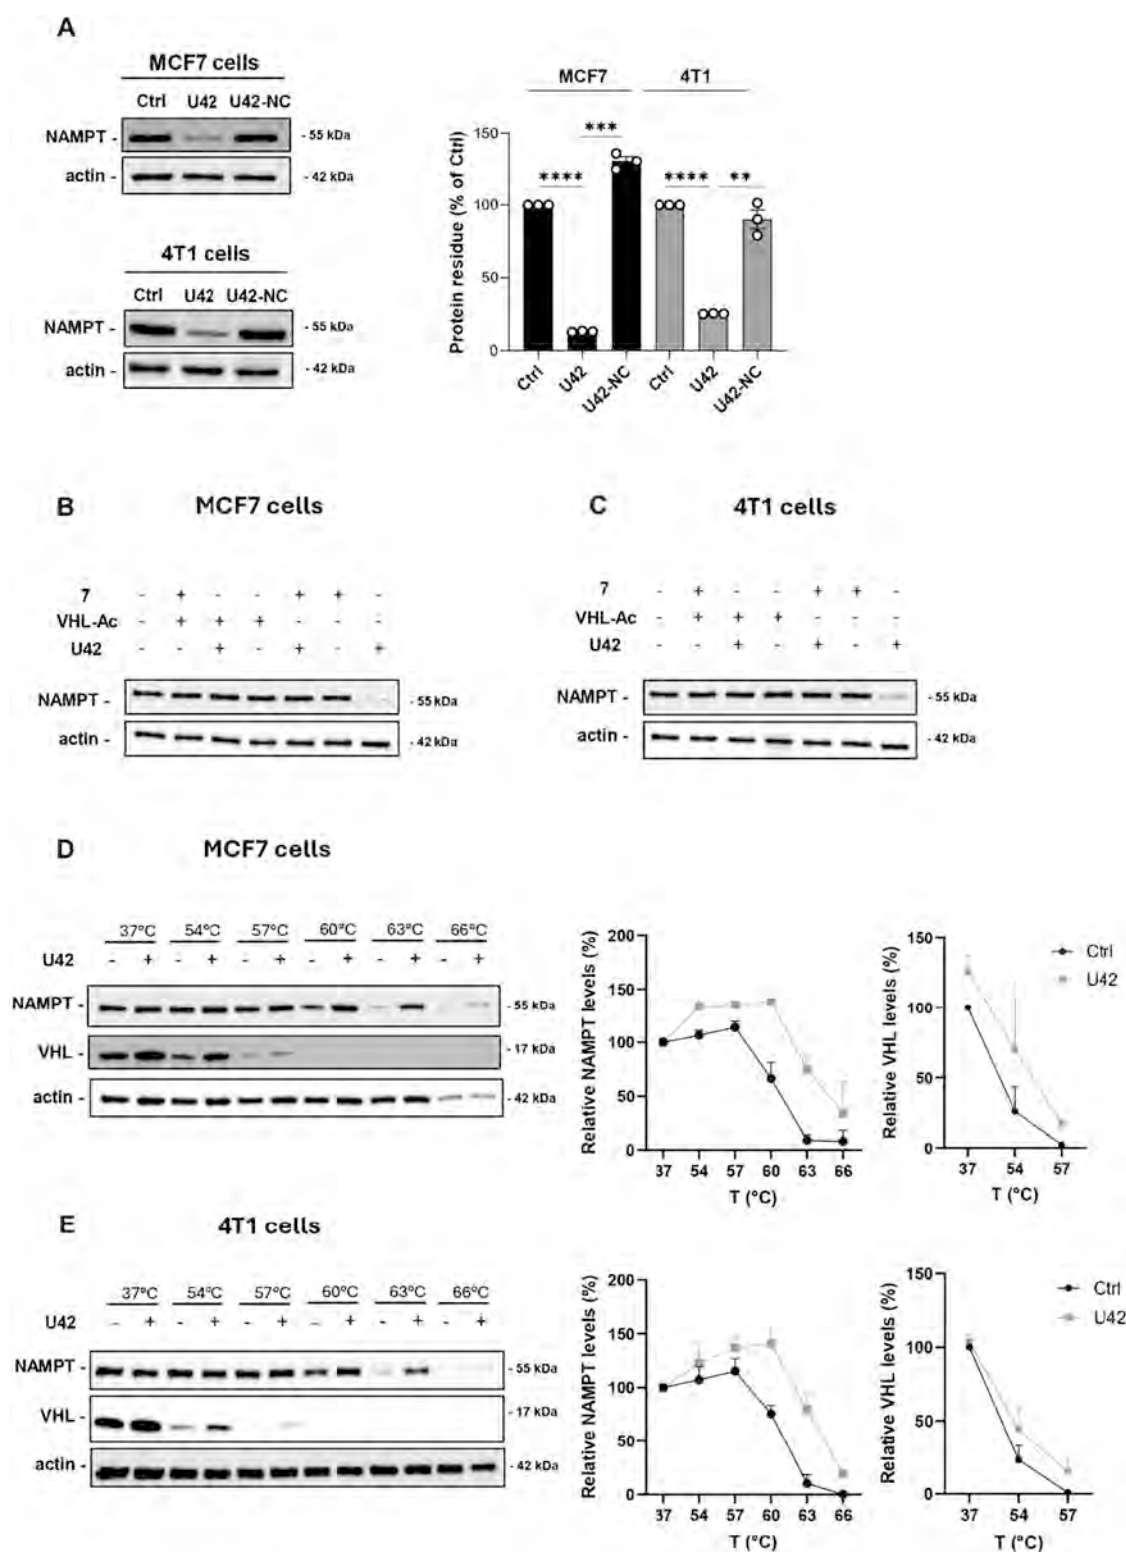 A
MCF7 cells
Ctrl U42 U42-NC
NAMPT - - 55 kDa
actin - - 42 kDa
4T1 cells
Ctrl U42 U42-NC
NAMPT - - 55 kDa
actin - - 42 kDa
MCF7 4T1
Protein residue (% of Ctrl)
150
100
50
0
**** *** **** **
Ctrl U42 U42-NC Ctrl U42 U42-NC
B MCF7 cells
7 - + - - + + -
VHL-Ac - + + + - - -
U42 - - + - + - +
NAMPT - - 55 kDa
actin - - 42 kDa
C 4T1 cells
7 - + - - + + -
VHL-Ac - + + + - - -
U42 - - + - + - +
NAMPT - - 55 kDa
actin - - 42 kDa
D MCF7 cells
37°C 54°C 57°C 60°C 63°C 66°C
U42 - + - + - + - + - + - +
NAMPT - - 55 kDa
VHL - - 17 kDa
actin - - 42 kDa
Relative NAMPT levels (%)
200
150
100
50
0
37 54 57 60 63 66
T (°C)
Relative VHL levels (%)
150
100
50
0
37 54 57
T (°C)
Ctrl
U42
E 4T1 cells
37°C 54°C 57°C 60°C 63°C 66°C
U42 - + - + - + - + - + - +
NAMPT - - 55 kDa
VHL - - 17 kDa
actin - - 42 kDa
Relative NAMPT levels (%)
200
150
100
50
0
37 54 57 60 63 66
T (°C)
Relative VHL levels (%)
150
100
50
0
37 54 57
T (°C)
Ctrl
U42